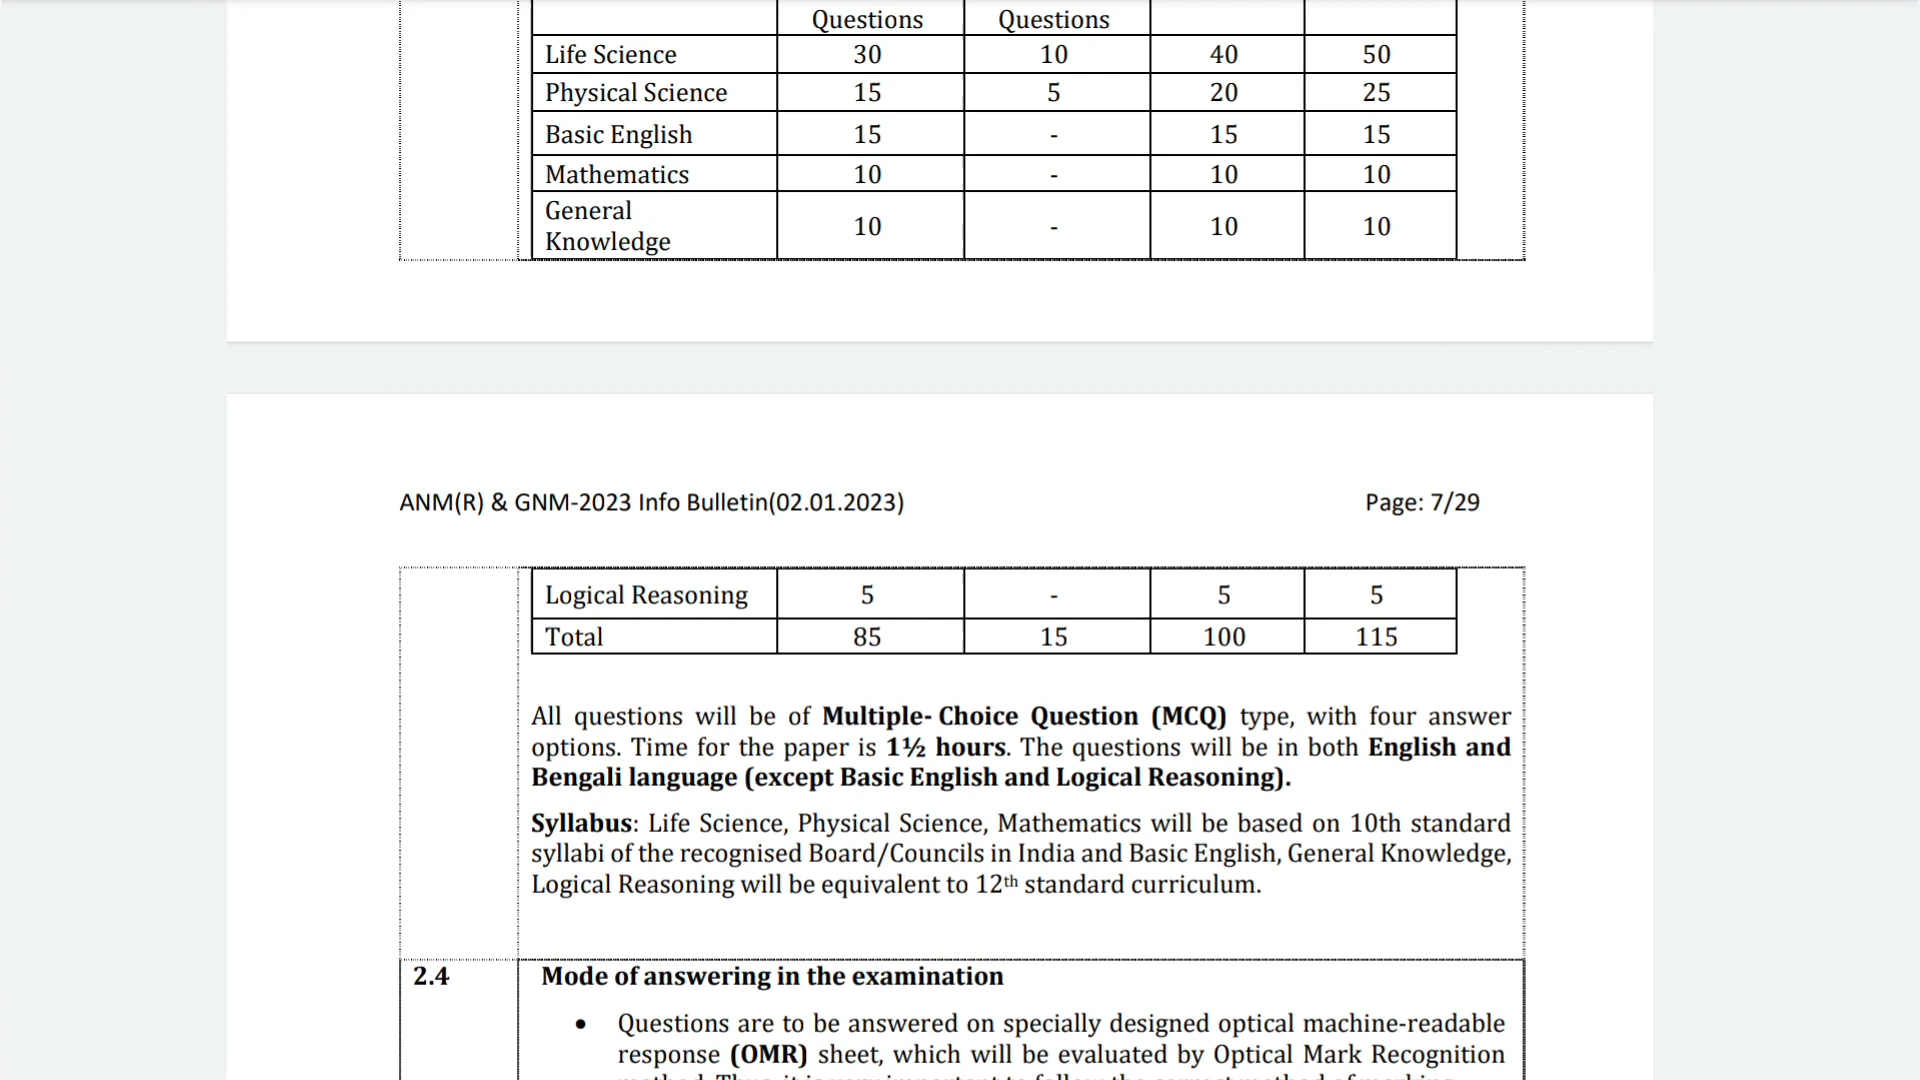 Questions Questions
Life Science 30 10 40 50
Physical Science 15 5 20 25
Basic English 15 - 15 15
Mathematics 10 - 10 10
General
Knowledge 10 - 10 10
ANM(R) & GNM-2023 Info Bulletin(02.01.2023) Page: 7/29
Logical Reasoning 5 - 5 5
Total 85 15 100 115
All questions will be of Multiple- Choice Question (MCQ) type, with four answer
options. Time for the paper is 1½ hours. The questions will be in both English and
Bengali language (except Basic English and Logical Reasoning).
Syllabus: Life Science, Physical Science, Mathematics will be based on 10th standard
syllabi of the recognised Board/Councils in India and Basic English, General Knowledge,
Logical Reasoning will be equivalent to 12th standard curriculum.
2.4 Mode of answering in the examination
• Questions are to be answered on specially designed optical machine-readable
response (OMR) sheet, which will be evaluated by Optical Mark Recognition